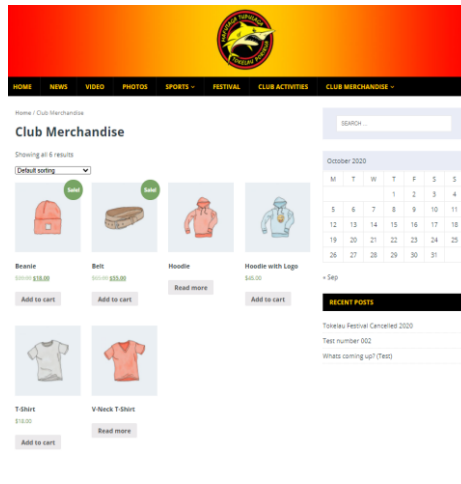 HOME NEWS VIDEO PHOTOS SPORTS FESTIVAL CLUB ACTIVITIES CLUB MERCHANDISE
Home / Club Merchandise
Club Merchandise
Showing all 6 results
Default sorting
Sale!
Sale!
Beanie
$18.00
Add to cart
Belt
$55.00
Add to cart
Hoodie
Read more
Hoodie with Logo
$45.00
Add to cart
T-Shirt
$18.00
Add to cart
V-Neck T-Shirt
Read more
SEARCH ...
October 2020
M T W T F S S
1 2 3 4
5 6 7 8 9 10 11
12 13 14 15 16 17 18
19 20 21 22 23 24 25
26 27 28 29 30 31
« Sep
RECENT POSTS
Tokelau Festival Cancelled 2020
Test number 002
Whats coming up? (Test)